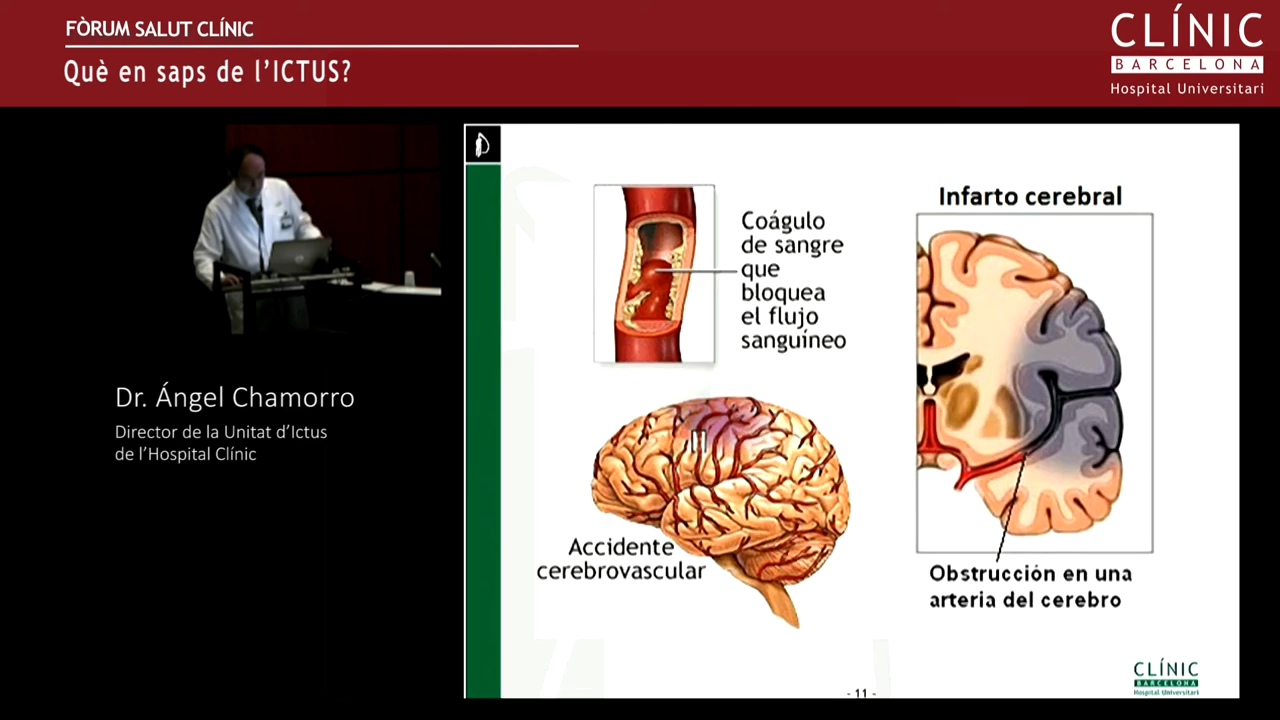 FÒRUM SALUT CLÍNIC
Què en saps de l'ICTUS?
CLÍNIC
BARCELONA
Hospital Universitari
Dr. Ángel Chamorro
Director de la Unitat d'Ictus
de l'Hospital Clínic
Coágulo
de sangre
que
bloquea
el flujo
sanguíneo
Infarto cerebral
Accidente
cerebrovascular
Obstrucción en una
arteria del cerebro
CLÍNIC
BARCELONA
Hospital Universitari
- 11 -